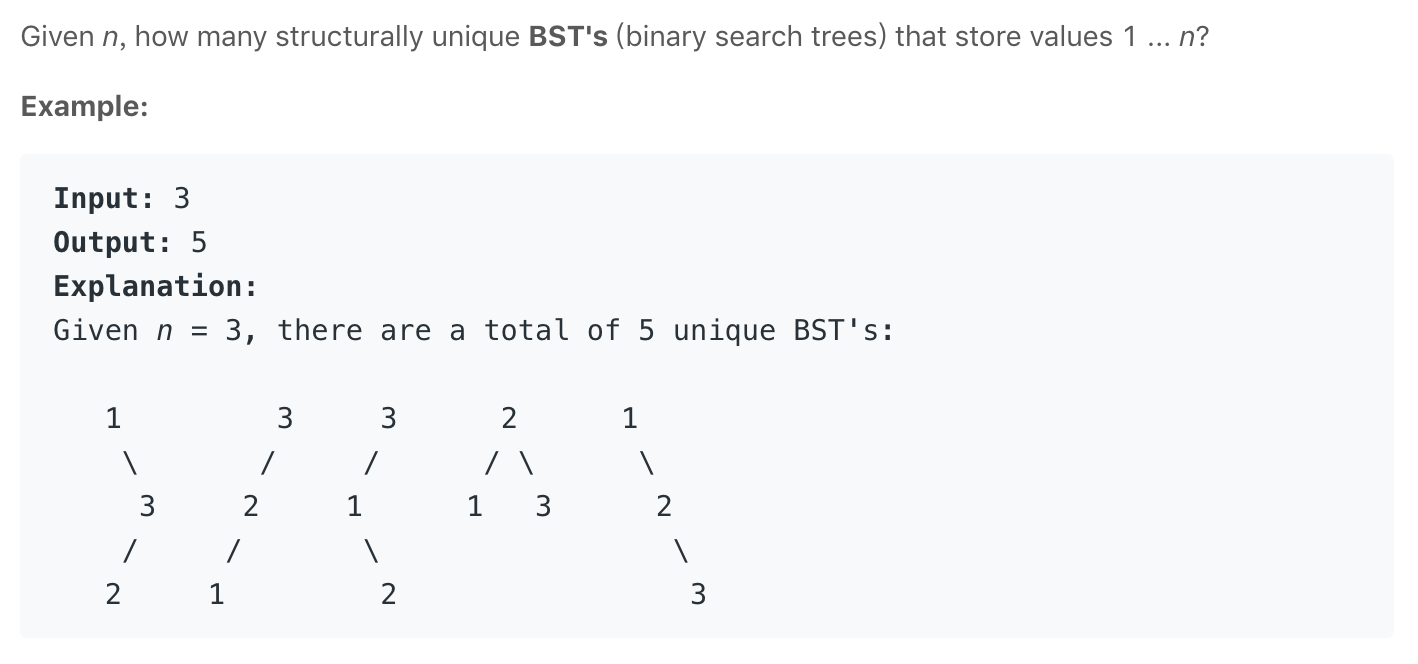 Given n, how many structurally unique BST's (binary search trees) that store values 1 ... n?
Example:
Input: 3
Output: 5
Explanation:
Given n = 3, there are a total of 5 unique BST's:
   1         3     3      2      1
    \       /     /      / \      \
     3     2     1      1   3      2
    /     /       \                 \
   2     1         2                 3